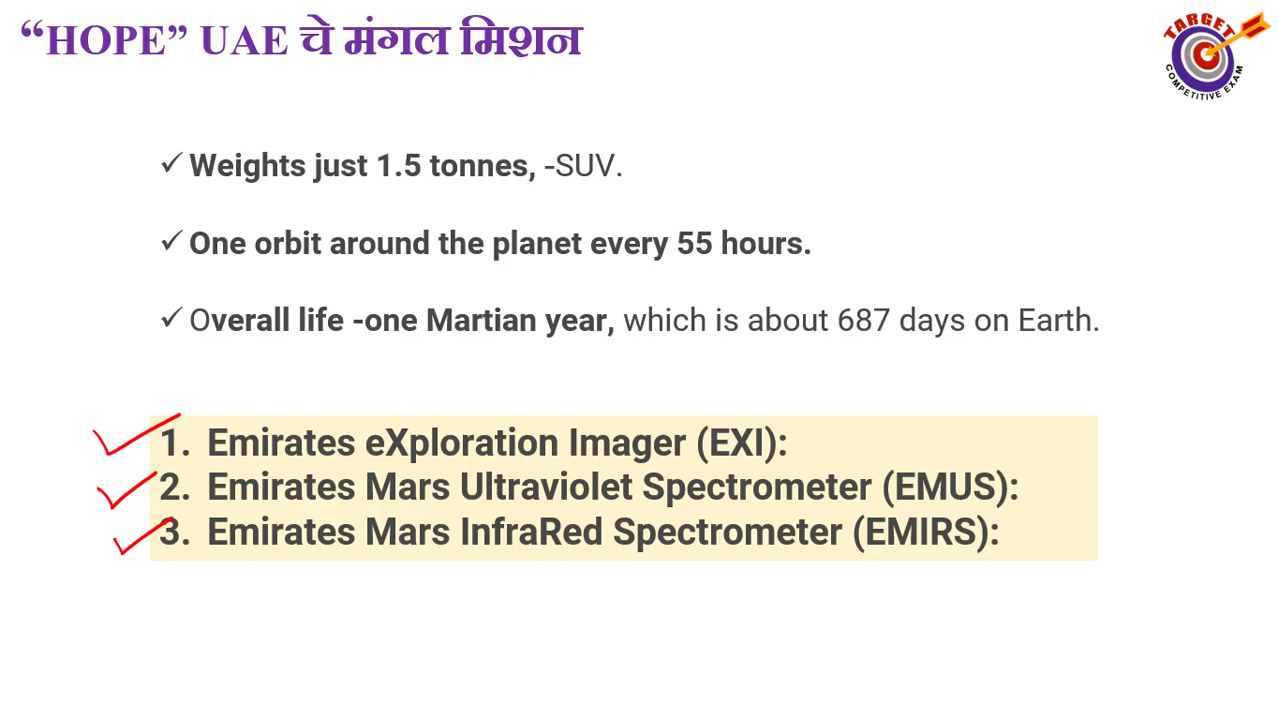 “HOPE” UAE चे मंगल मिशन
TARGET
COMPETITIVE EXAM
✓ Weights just 1.5 tonnes, -SUV.
✓ One orbit around the planet every 55 hours.
✓ Overall life -one Martian year, which is about 687 days on Earth.
1. Emirates eXploration Imager (EXI):
2. Emirates Mars Ultraviolet Spectrometer (EMUS):
3. Emirates Mars InfraRed Spectrometer (EMIRS):